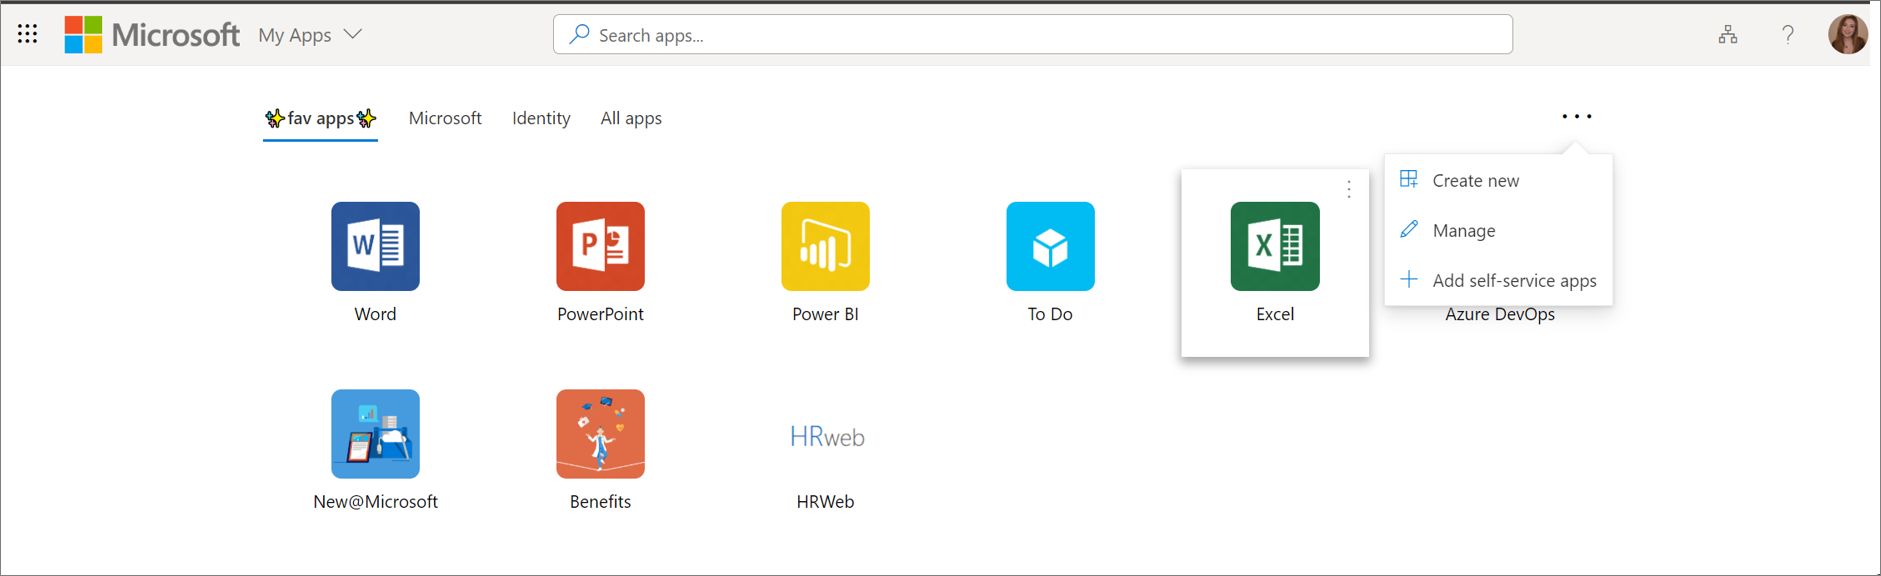 Microsoft My Apps
Search apps...
?
✨fav apps✨ Microsoft Identity All apps
Create new
Manage
Add self-service apps
W
P
X
Word PowerPoint Power BI To Do Excel Azure DevOps
HRweb
New@Microsoft Benefits HRWeb